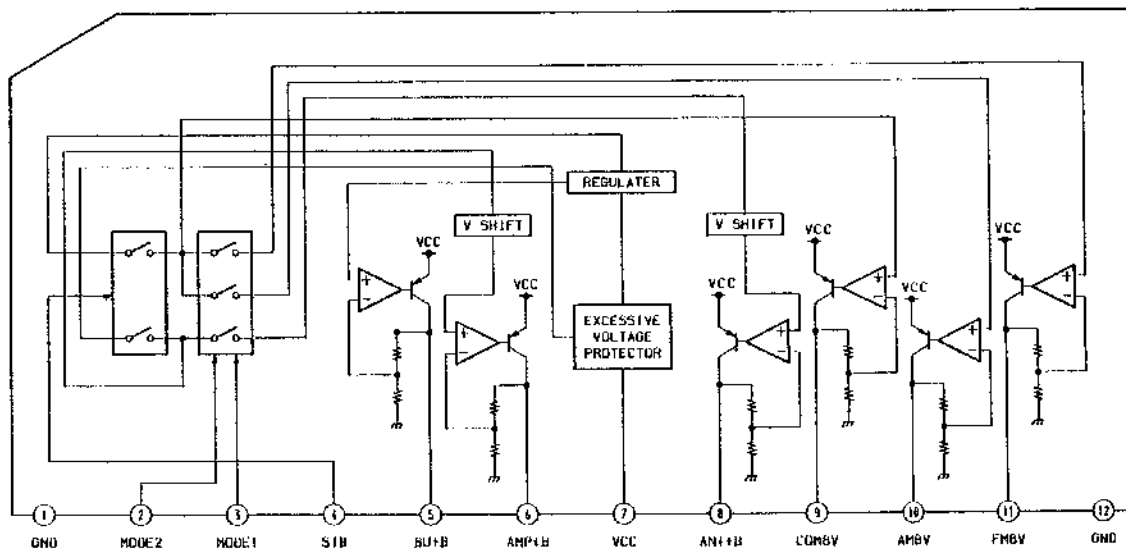 REGULATER
V SHIFT
V SHIFT
VCC
VCC
VCC
VCC
VCC
VCC
EXCESSIVE
VOLTAGE
PROTECTOR
+
−
+
−
+
−
+
−
+
−
+
−
1 2 3 4 5 6 7 8 9 10 11 12
GND MODE2 MODE1 STB BU+B AMP+B VCC ANT+B COM8V AM8V FM8V GND